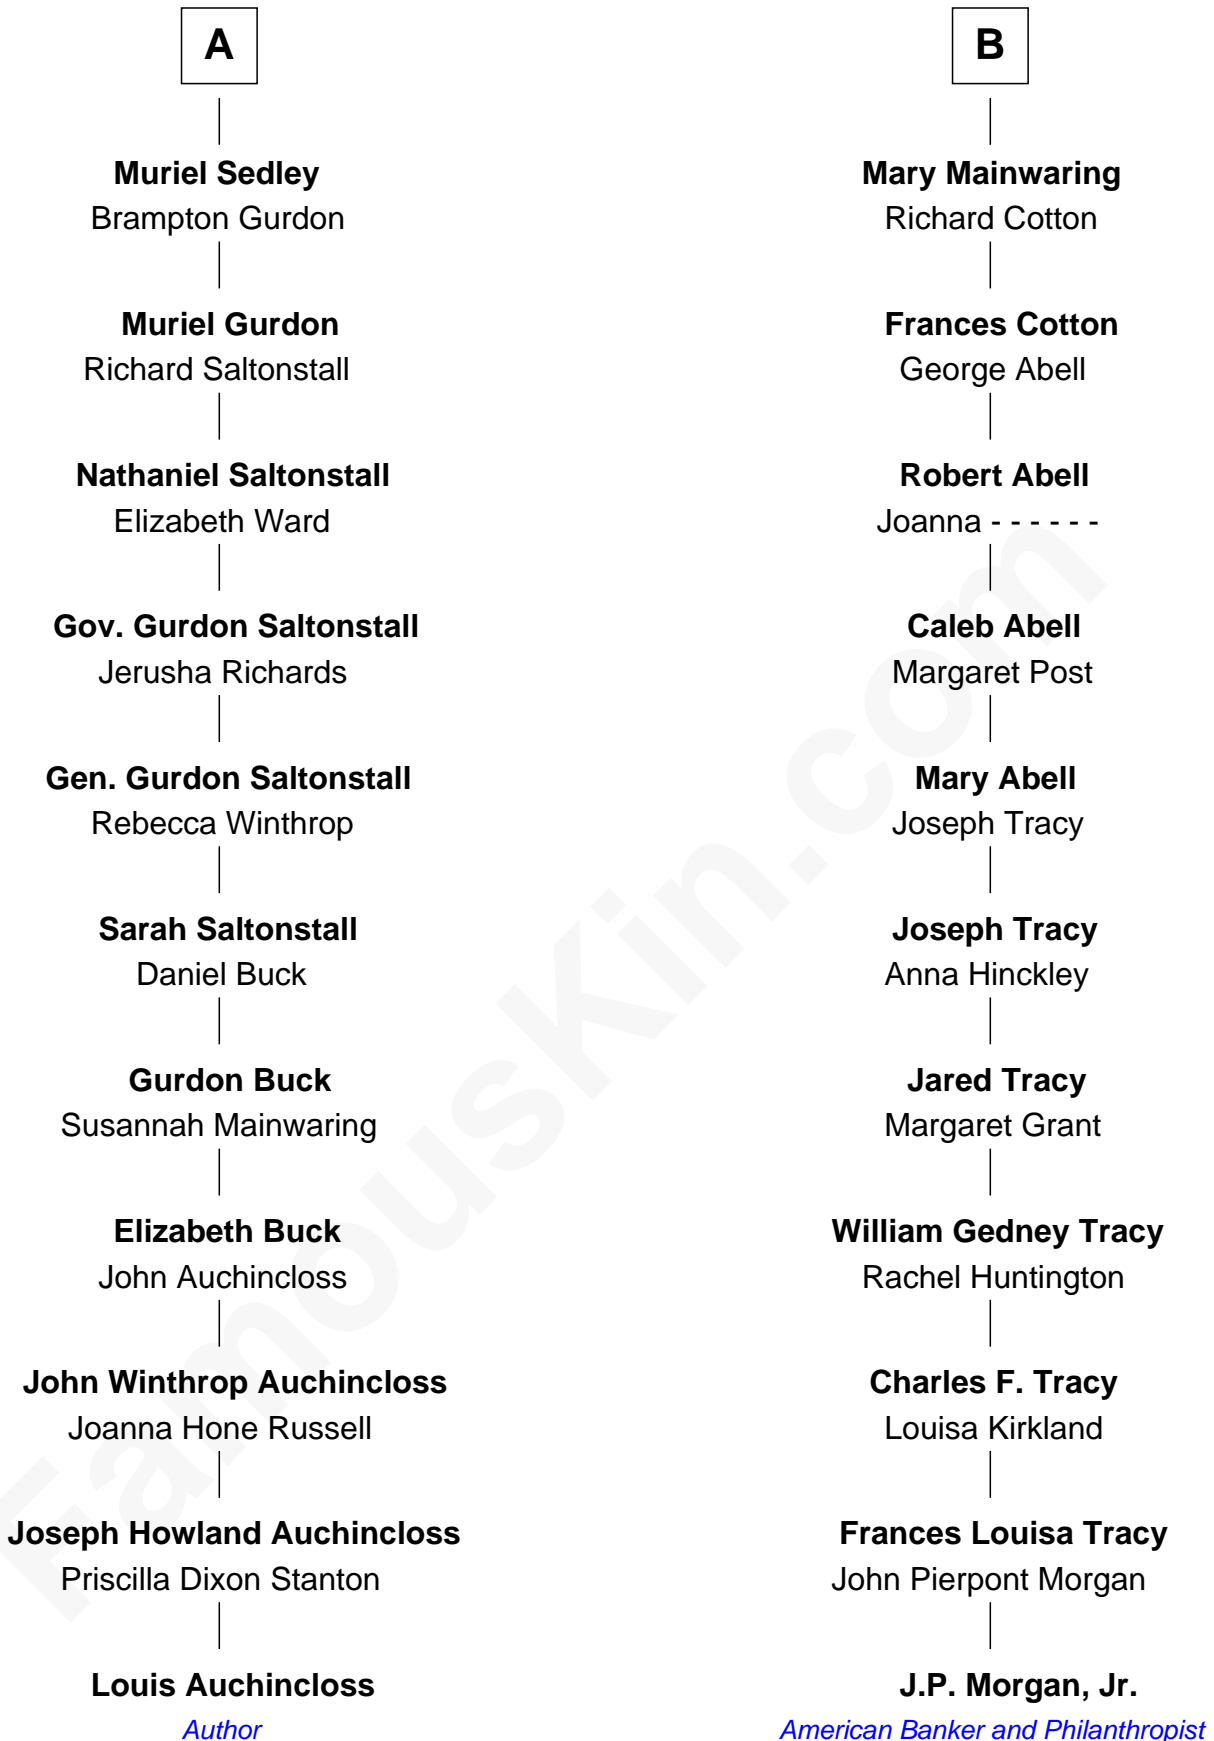 A
Muriel Sedley
Brampton Gurdon
Muriel Gurdon
Richard Saltonstall
Nathaniel Saltonstall
Elizabeth Ward
Gov. Gurdon Saltonstall
Jerusha Richards
Gen. Gurdon Saltonstall
Rebecca Winthrop
Sarah Saltonstall
Daniel Buck
Gurdon Buck
Susannah Mainwaring
Elizabeth Buck
John Auchincloss
John Winthrop Auchincloss
Joanna Hone Russell
Joseph Howland Auchincloss
Priscilla Dixon Stanton
Louis Auchincloss
Author
B
Mary Mainwaring
Richard Cotton
Frances Cotton
George Abell
Robert Abell
Joanna - - - - - -
Caleb Abell
Margaret Post
Mary Abell
Joseph Tracy
Joseph Tracy
Anna Hinckley
Jared Tracy
Margaret Grant
William Gedney Tracy
Rachel Huntington
Charles F. Tracy
Louisa Kirkland
Frances Louisa Tracy
John Pierpont Morgan
J.P. Morgan, Jr.
American Banker and Philanthropist
FamousKin.com